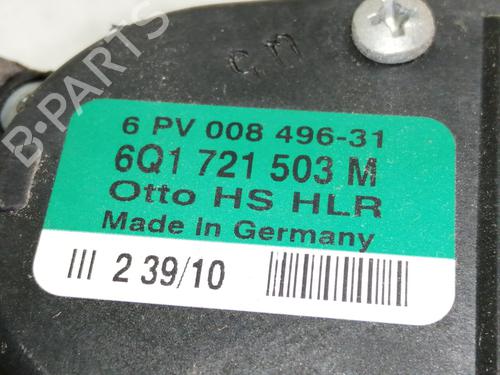 B-PARTS
6 PV 008 496-31
6Q1 721 503 M
Otto HS HLR
Made in Germany
III 2 39/10